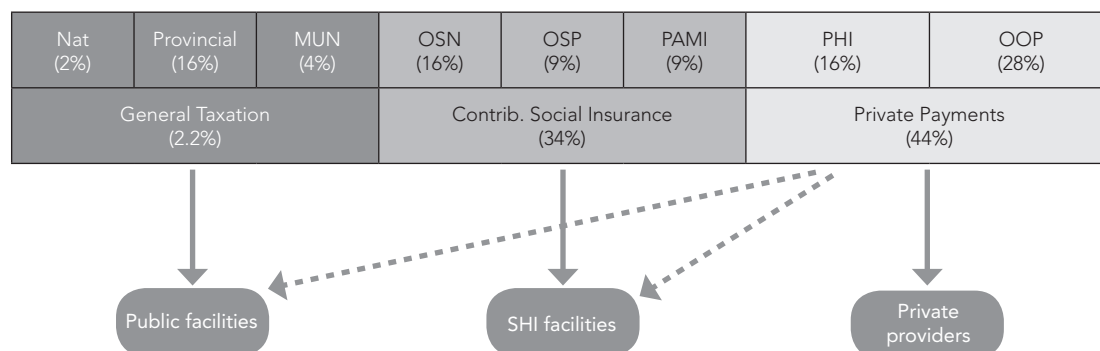 Nat Provincial MUN OSN OSP PAMI PHI OOP
(2%) (16%) (4%) (16%) (9%) (9%) (16%) (28%)
General Taxation Contrib. Social Insurance Private Payments
(2.2%) (34%) (44%)
Public facilities SHI facilities Private
providers